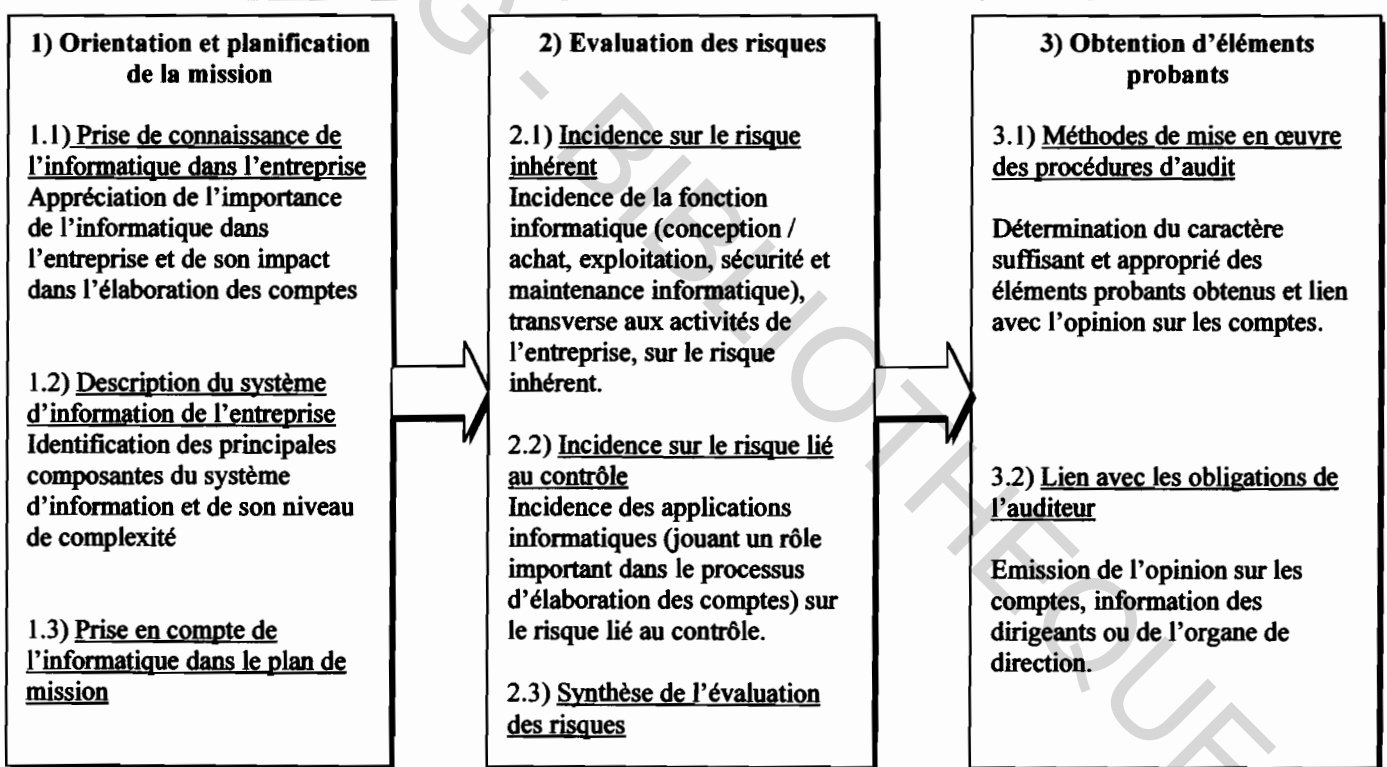 1) Orientation et planification
de la mission
1.1) Prise de connaissance de
l'informatique dans l'entreprise
Appréciation de l'importance
de l'informatique dans
l'entreprise et de son impact
dans l'élaboration des comptes
1.2) Description du système
d'information de l'entreprise
Identification des principales
composantes du système
d'information et de son niveau
de complexité
1.3) Prise en compte de
l'informatique dans le plan de
mission
2) Evaluation des risques
2.1) Incidence sur le risque
inhérent
Incidence de la fonction
informatique (conception /
achat, exploitation, sécurité et
maintenance informatique),
transverse aux activités de
l'entreprise, sur le risque
inhérent.
2.2) Incidence sur le risque lié
au contrôle
Incidence des applications
informatiques (jouant un rôle
important dans le processus
d'élaboration des comptes) sur
le risque lié au contrôle.
2.3) Synthèse de l'évaluation
des risques
3) Obtention d'éléments
probants
3.1) Méthodes de mise en œuvre
des procédures d'audit
Détermination du caractère
suffisant et approprié des
éléments probants obtenus et lien
avec l'opinion sur les comptes.
3.2) Lien avec les obligations de
l'auditeur
Emission de l'opinion sur les
comptes, information des
dirigeants ou de l'organe de
direction.
G - BIBLIOTHEQUE